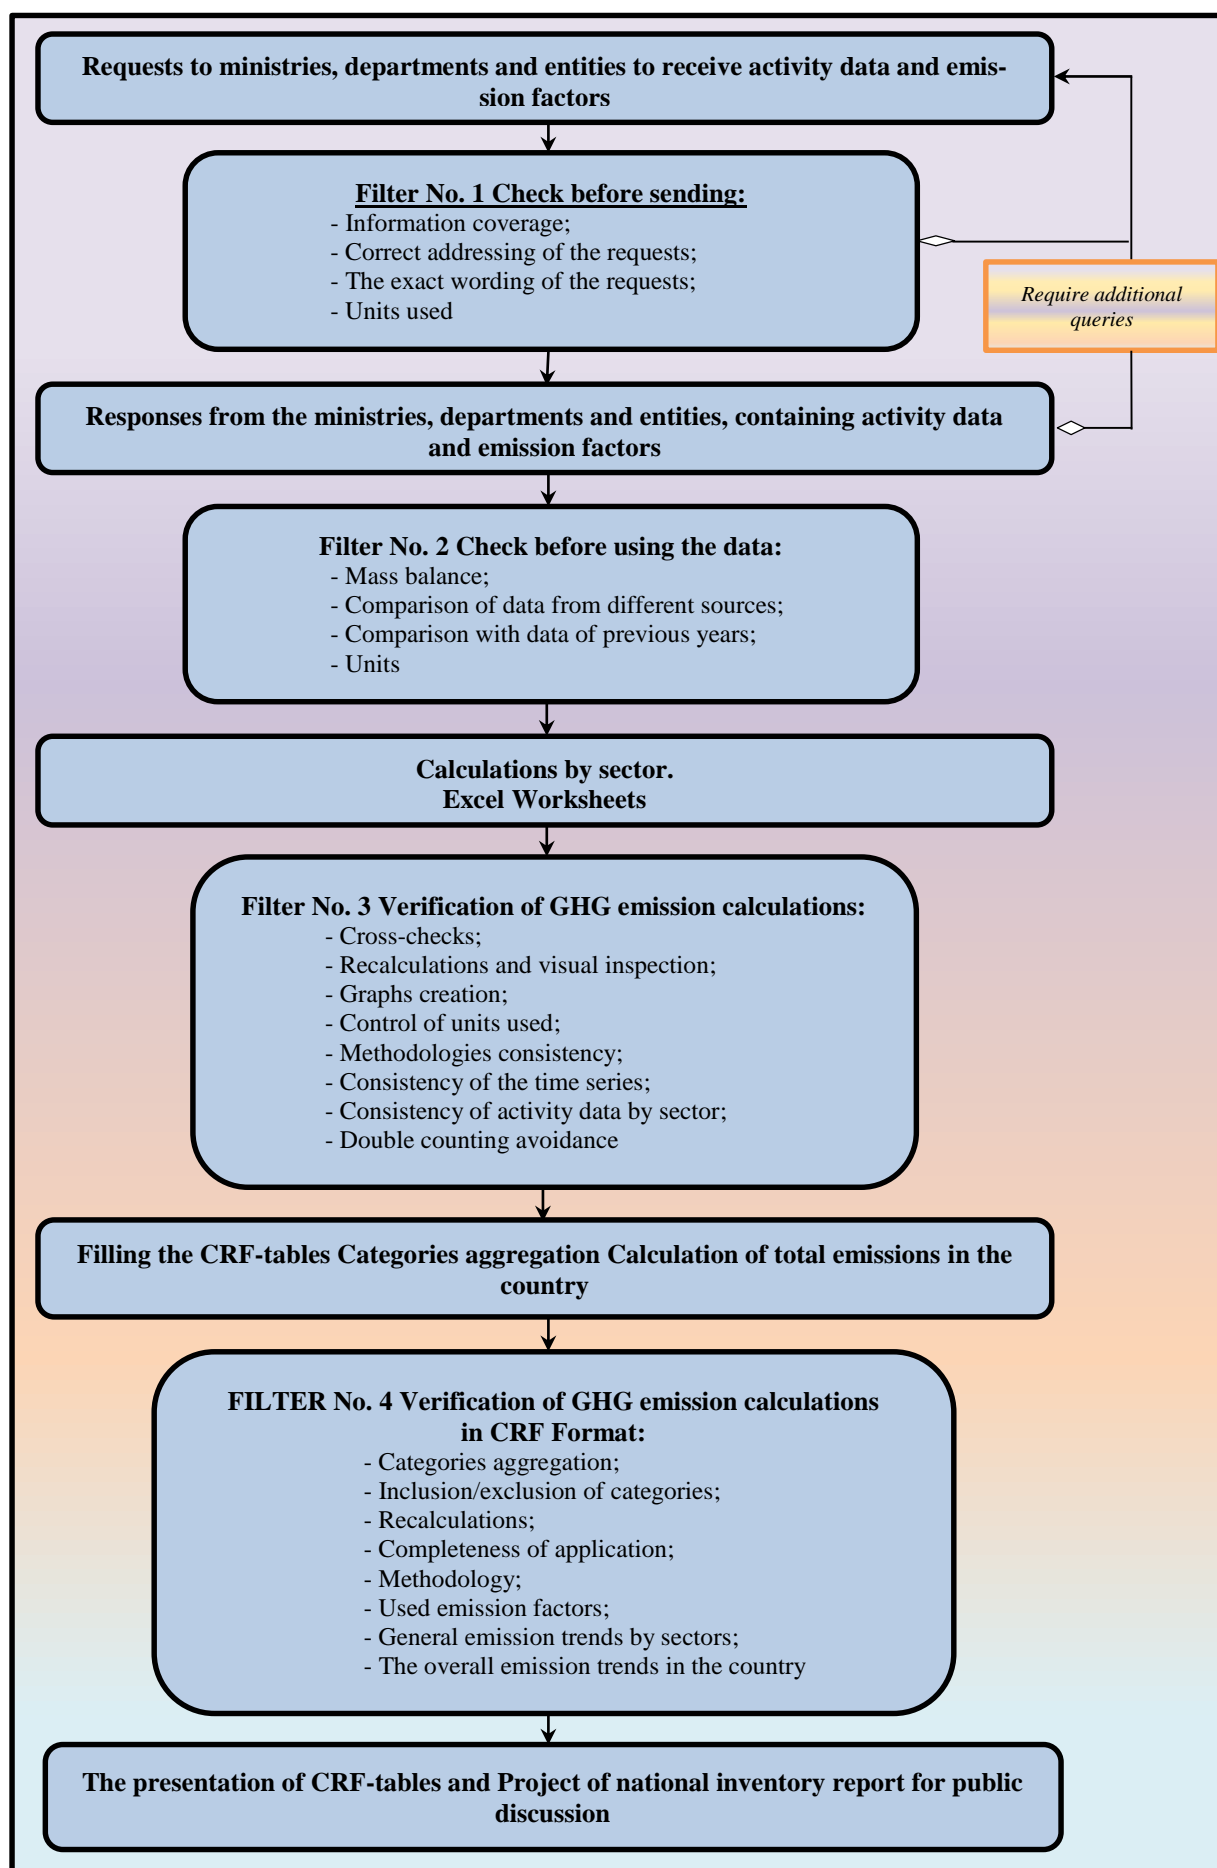 Requests to ministries, departments and entities to receive activity data and emis-
sion factors
Filter No. 1 Check before sending:
- Information coverage;
- Correct addressing of the requests;
- The exact wording of the requests;
- Units used
Require additional
queries
Responses from the ministries, departments and entities, containing activity data
and emission factors
Filter No. 2 Check before using the data:
- Mass balance;
- Comparison of data from different sources;
- Comparison with data of previous years;
- Units
Calculations by sector.
Excel Worksheets
Filter No. 3 Verification of GHG emission calculations:
- Cross-checks;
- Recalculations and visual inspection;
- Graphs creation;
- Control of units used;
- Methodologies consistency;
- Consistency of the time series;
- Consistency of activity data by sector;
- Double counting avoidance
Filling the CRF-tables Categories aggregation Calculation of total emissions in the
country
FILTER No. 4 Verification of GHG emission calculations
in CRF Format:
- Categories aggregation;
- Inclusion/exclusion of categories;
- Recalculations;
- Completeness of application;
- Methodology;
- Used emission factors;
- General emission trends by sectors;
- The overall emission trends in the country
The presentation of CRF-tables and Project of national inventory report for public
discussion